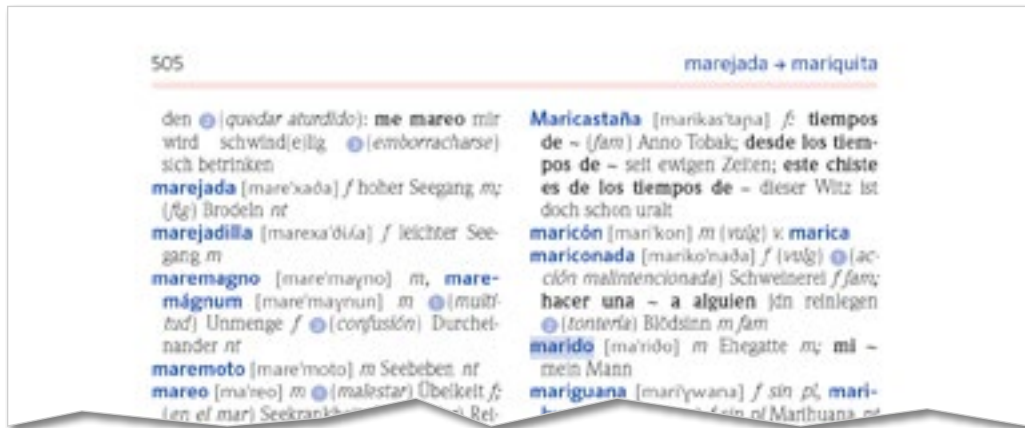 505 marejada → mariquita
den (quedar aturdido): me mareo mir
wird schwind(e)lig (emborracharse)
sich betrinken
marejada [mare'xaða] f hoher Seegang m;
(fig) Brodeln nt
marejadilla [marexa'ðiʎa] f leichter See-
gang m
maremagno [mare'maɣno] m, mare-
mágnum [mare'maɣnun] m (multi-
tud) Unmenge f (confusión) Durchei-
nander nt
maremoto [mare'moto] m Seebeben nt
mareo [ma'reo] m (malestar) Übelkeit f;
(en el mar)
Maricastaña [marikas'taɲa] f: tiempos
de ~ (fam) Anno Tobak; desde los tiem-
pos de ~ seit ewigen Zeiten; este chiste
es de los tiempos de ~ dieser Witz ist
doch schon uralt
maricón [mari'kon] m (vulg) v. marica
mariconada [mariko'naða] f (vulg) (ac-
ción malintencionada) Schweinerei f fam;
hacer una ~ a alguien jdn reinlegen
(tontería) Blödsinn m fam
marido [ma'riðo] m Ehegatte m; mi ~
mein Mann
mariguana [mari'ɣwana] f sin pl, mari-
f sin pl Marihuana nt